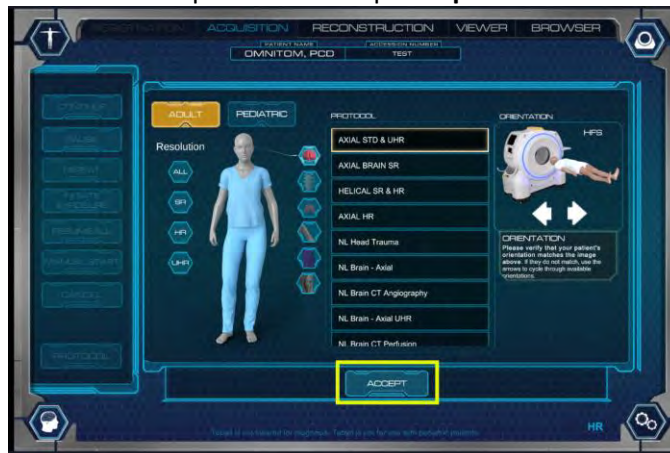 ACQUISITION RECONSTRUCTION VIEWER BROWSER
PATIENT NAME ACCESSION NUMBER
OMNITOM, PCD TEST
CONTINUE
PAUSE
CANCEL
PROTOCOL
ADULT PEDIATRIC
Resolution
ALL
SR
HR
UHR
PROTOCOL
AXIAL STD & UHR
AXIAL BRAIN SR
HELICAL SR & HR
AXIAL HR
NL Head Trauma
NL Brain - Axial
NL Brain CT Angiography
NL Brain - Axial UHR
NL Brain CT Perfusion
ORIENTATION
HFS
ORIENTATION
Please verify that your patient's
orientation matches the image
above. If they do not match, use the
arrows to cycle through available
orientations.
ACCEPT
HR